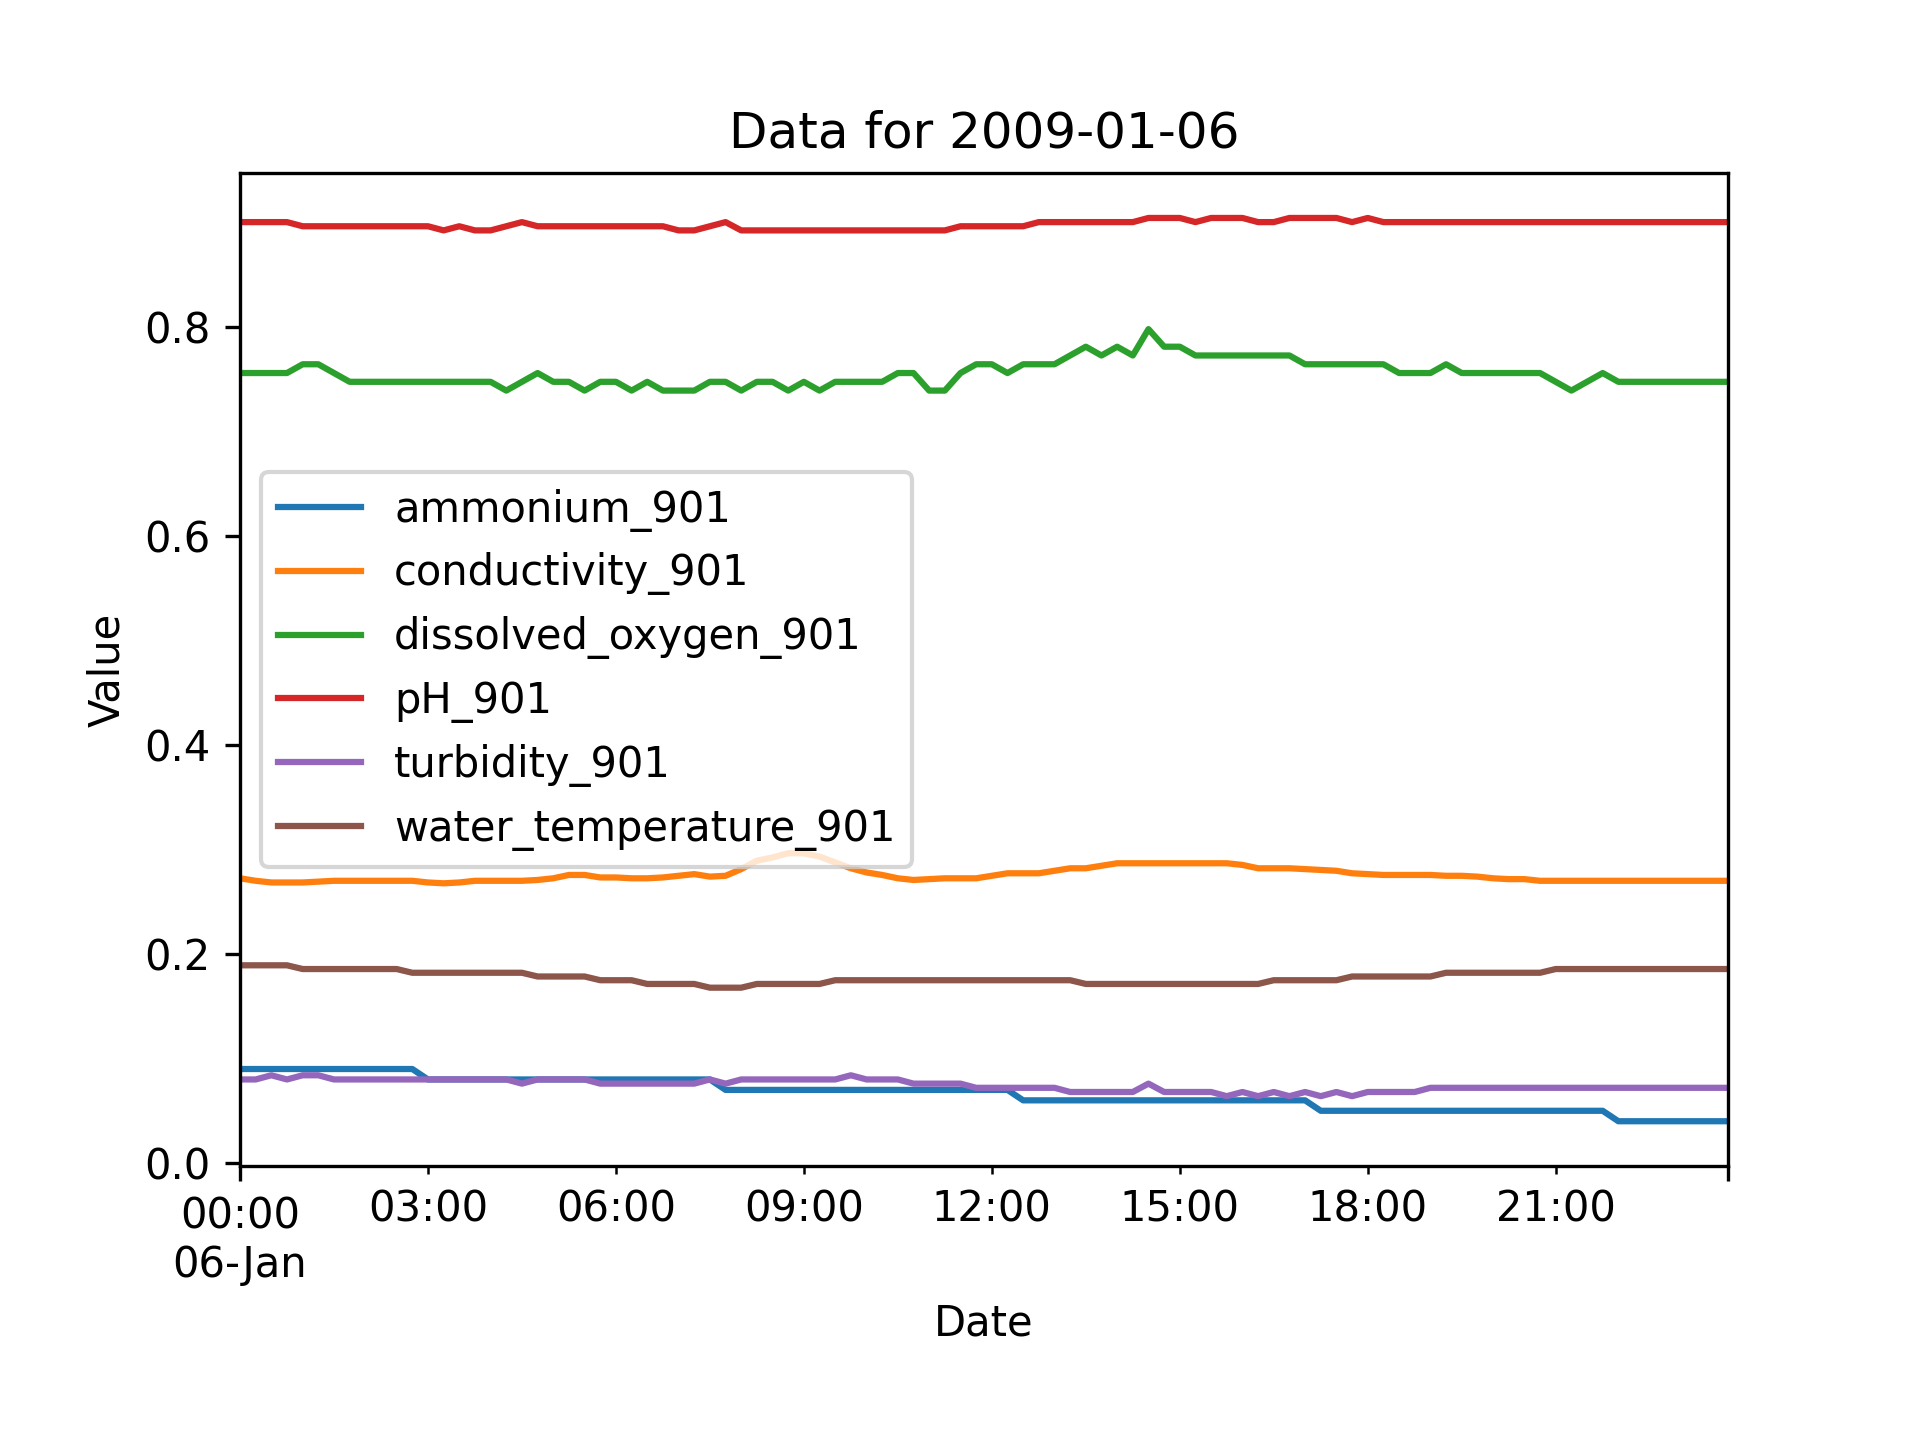 Data for 2009-01-06
Value
0.8
0.6
0.4
0.2
0.0
ammonium_901
conductivity_901
dissolved_oxygen_901
pH_901
turbidity_901
water_temperature_901
00:00 03:00 06:00 09:00 12:00 15:00 18:00 21:00
06-Jan
Date